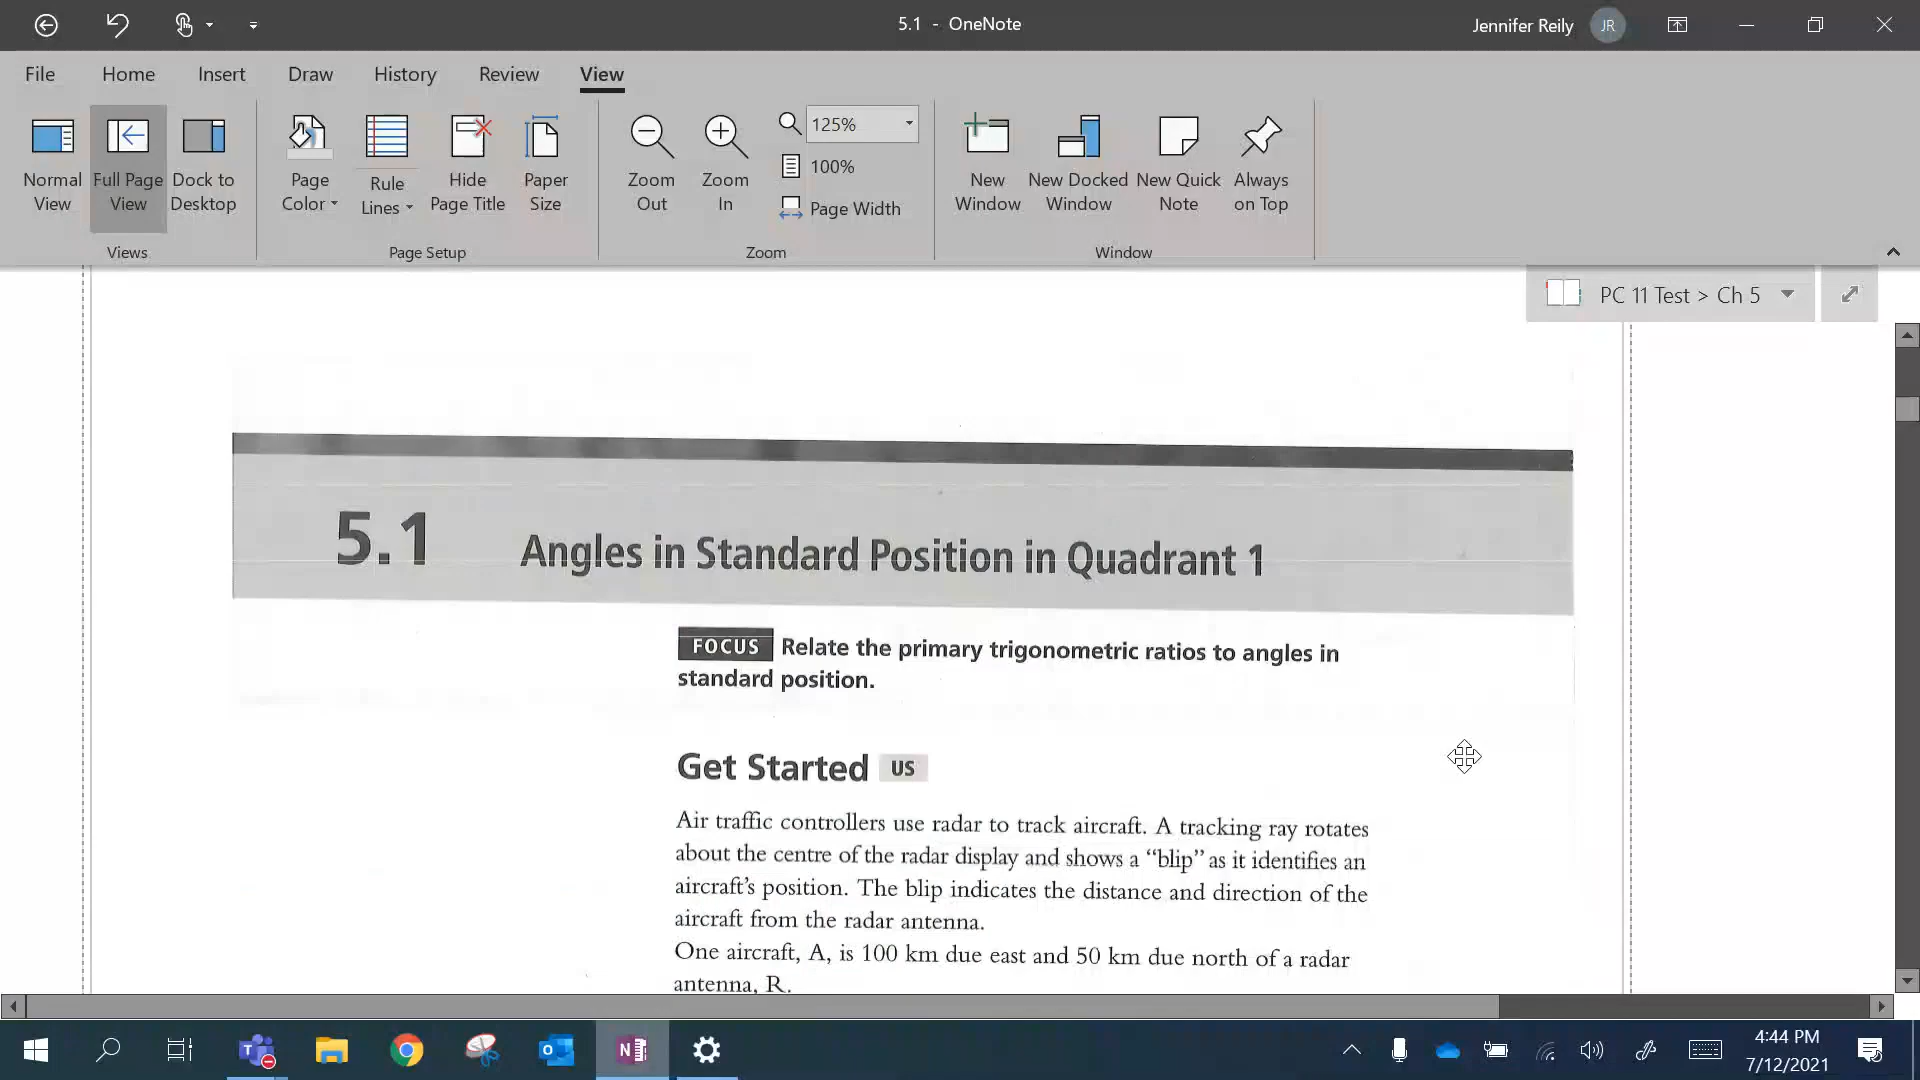 5.1 - OneNote
Jennifer Reily JR
File Home Insert Draw History Review View
125%
100%
Page Width
Normal View
Full Page View
Dock to Desktop
Page Color
Rule Lines
Hide Page Title
Paper Size
Zoom Out
Zoom In
New Window
New Docked Window
New Quick Note
Always on Top
Views Page Setup Zoom Window
PC 11 Test > Ch 5
5.1 Angles in Standard Position in Quadrant 1
FOCUS Relate the primary trigonometric ratios to angles in
standard position.
Get Started US
Air traffic controllers use radar to track aircraft. A tracking ray rotates
about the centre of the radar display and shows a “blip” as it identifies an
aircraft’s position. The blip indicates the distance and direction of the
aircraft from the radar antenna.
One aircraft, A, is 100 km due east and 50 km due north of a radar
antenna, R.
4:44 PM
7/12/2021